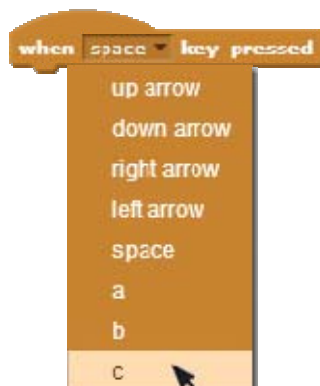 when space key pressed
up arrow
down arrow
right arrow
left arrow
space
a
b
c